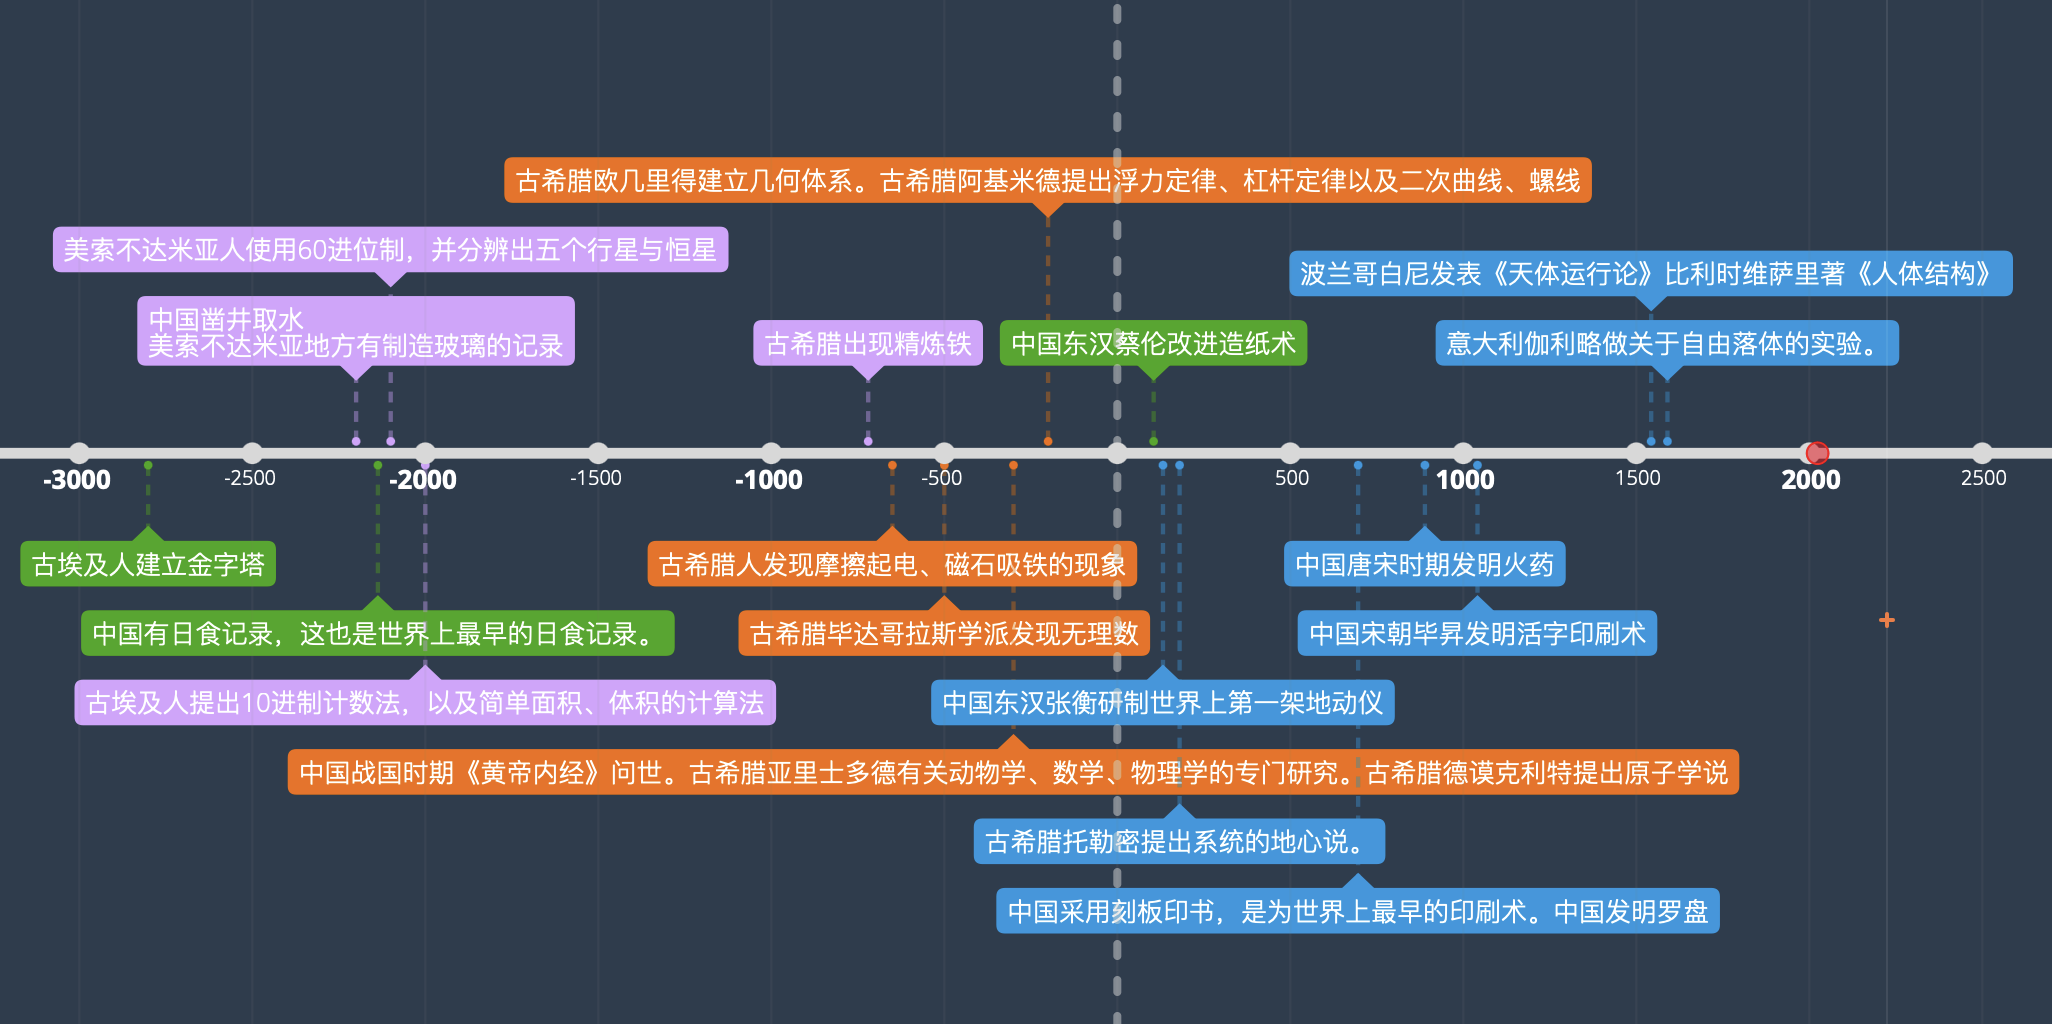 古希腊欧几里得建立几何体系。古希腊阿基米德提出浮力定律、杠杆定律以及二次曲线、螺线
美索不达米亚人使用60进位制，并分辨出五个行星与恒星
波兰哥白尼发表《天体运行论》比利时维萨里著《人体结构》
中国凿井取水
美索不达米亚地方有制造玻璃的记录
古希腊出现精炼铁
中国东汉蔡伦改进造纸术
意大利伽利略做关于自由落体的实验。
-3000
-2500
-2000
-1500
-1000
-500
500
1000
1500
2000
2500
古埃及人建立金字塔
古希腊人发现摩擦起电、磁石吸铁的现象
中国唐宋时期发明火药
中国有日食记录，这也是世界上最早的日食记录。
古希腊毕达哥拉斯学派发现无理数
中国宋朝毕昇发明活字印刷术
古埃及人提出10进制计数法，以及简单面积、体积的计算法
中国东汉张衡研制世界上第一架地动仪
中国战国时期《黄帝内经》问世。古希腊亚里士多德有关动物学、数学、物理学的专门研究。古希腊德谟克利特提出原子学说
古希腊托勒密提出系统的地心说。
中国采用刻板印书，是为世界上最早的印刷术。中国发明罗盘